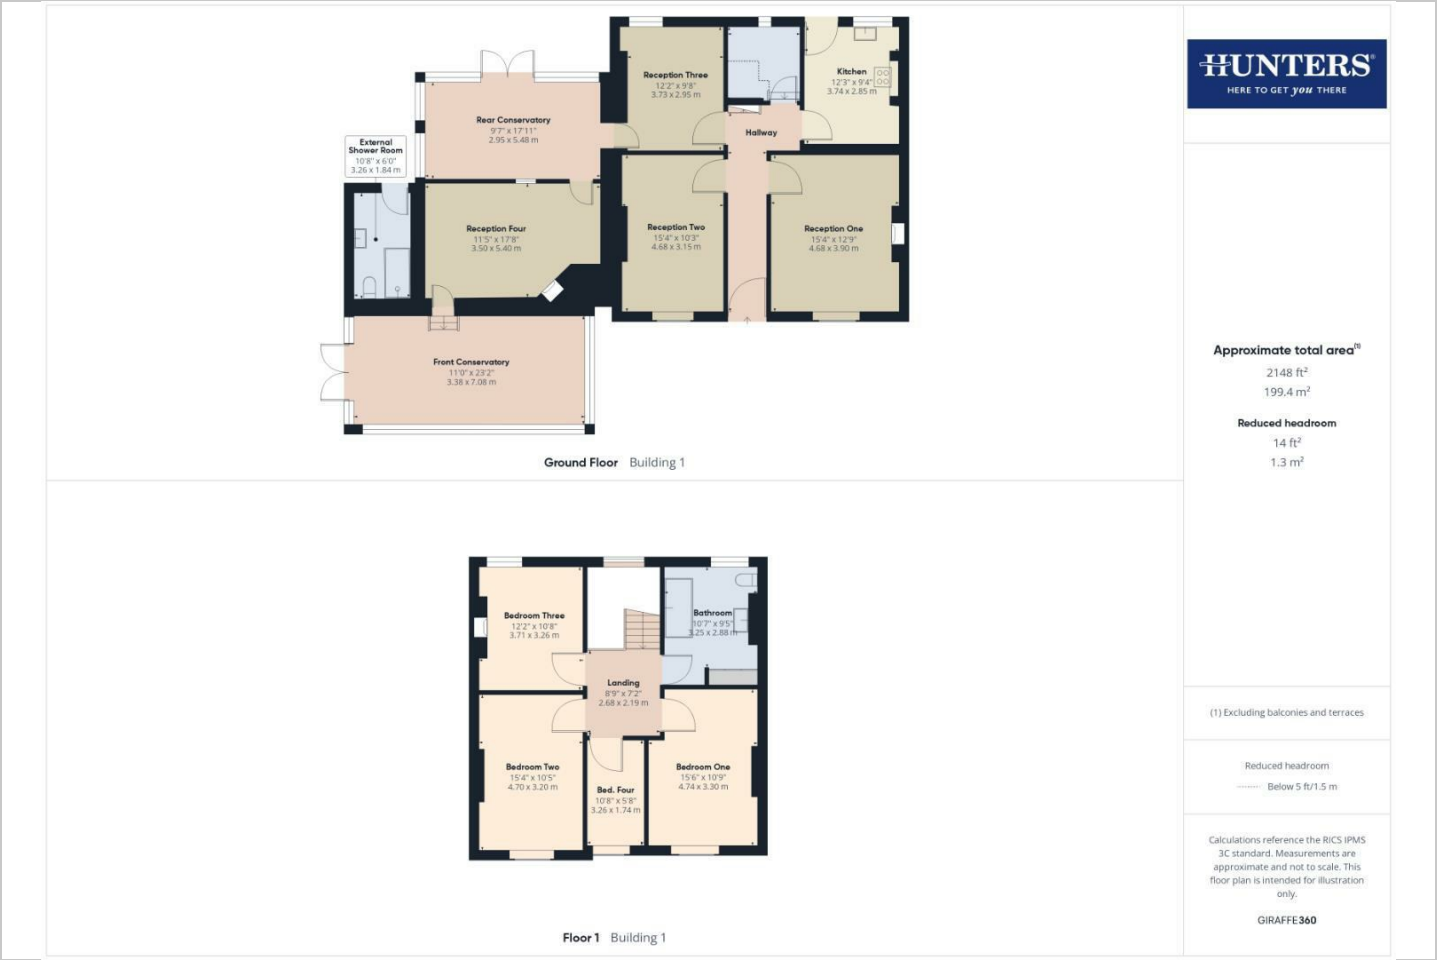 Reception Three
12'2" x 9'8"
3.73 x 2.95 m
Kitchen
12'3" x 9'4"
3.74 x 2.85 m
Rear Conservatory
9'7" x 17'11"
2.95 x 5.48 m
Hallway
External
Shower Room
10'8" x 6'0"
3.26 x 1.84 m
Reception Four
11'5" x 17'8"
3.50 x 5.40 m
Reception Two
15'4" x 10'3"
4.68 x 3.15 m
Reception One
15'4" x 12'9"
4.68 x 3.90 m
Front Conservatory
11'0" x 23'2"
3.38 x 7.08 m
Ground Floor Building 1
Bedroom Three
12'2" x 10'8"
3.71 x 3.26 m
Bathroom
10'7" x 9'5"
3.25 x 2.88 m
Landing
8'9" x 7'2"
2.68 x 2.19 m
Bedroom Two
15'4" x 10'5"
4.70 x 3.20 m
Bed. Four
10'8" x 5'8"
3.26 x 1.74 m
Bedroom One
15'6" x 10'9"
4.74 x 3.30 m
Floor 1 Building 1
HUNTERS®
HERE TO GET you THERE
Approximate total area(1)
2148 ft²
199.4 m²
Reduced headroom
14 ft²
1.3 m²
(1) Excluding balconies and terraces
Reduced headroom
Below 5 ft/1.5 m
Calculations reference the RICS IPMS
3C standard. Measurements are
approximate and not to scale. This
floor plan is intended for illustration
only.
GIRAFFE360